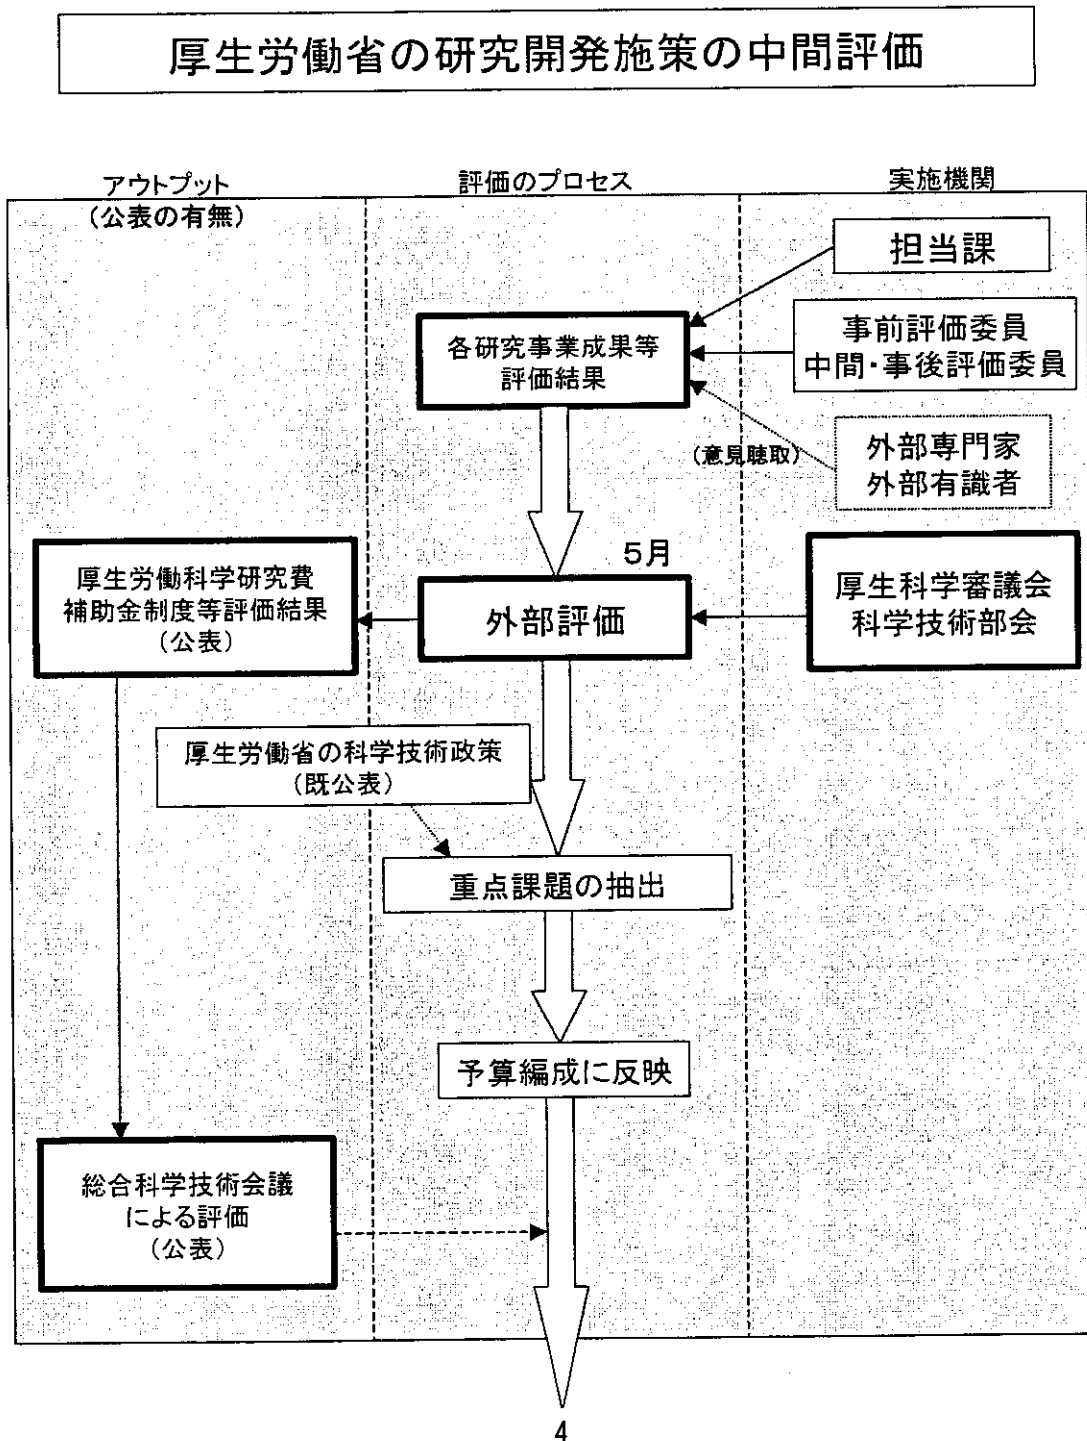 厚生労働省の研究開発施策の中間評価
アウトプット
(公表の有無)
評価のプロセス
実施機関
担当課
各研究事業成果等
評価結果
事前評価委員
中間・事後評価委員
(意見聴取)
外部専門家
外部有識者
5月
厚生労働科学研究費
補助金制度等評価結果
(公表)
外部評価
厚生科学審議会
科学技術部会
厚生労働省の科学技術政策
(既公表)
重点課題の抽出
予算編成に反映
総合科学技術会議
による評価
(公表)
4